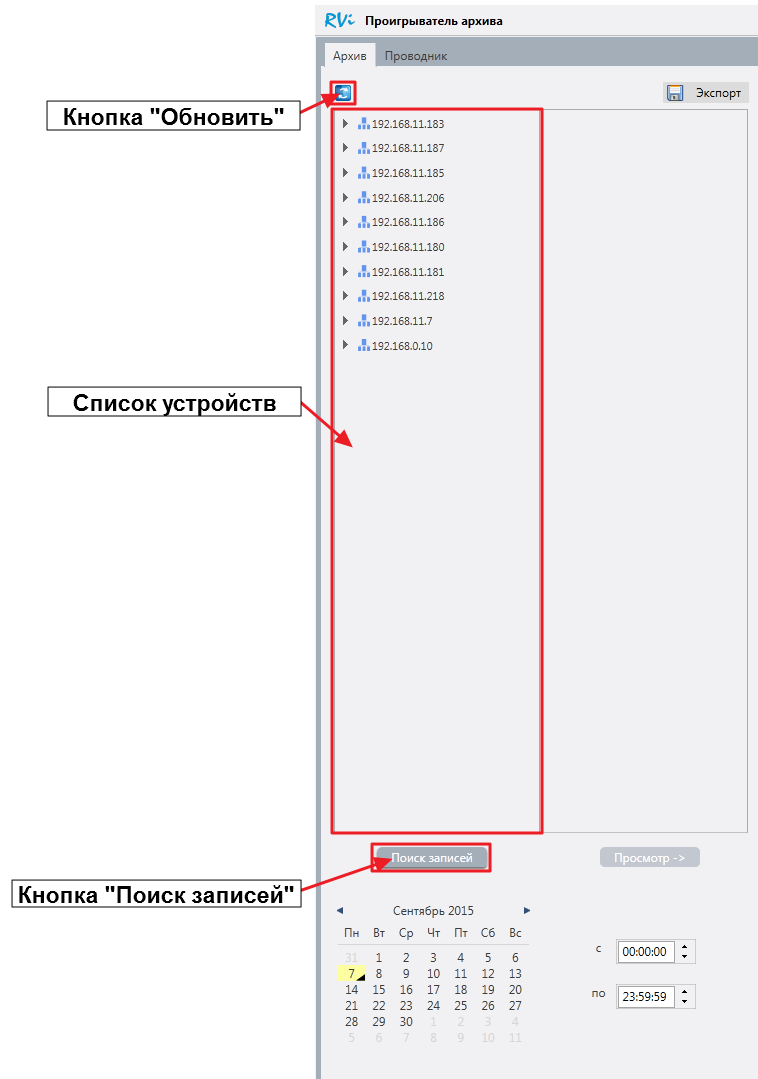 RVi Проигрыватель архива
Архив Проводник
Экспорт
Кнопка "Обновить"
192.168.11.183
192.168.11.187
192.168.11.185
192.168.11.206
192.168.11.186
192.168.11.180
192.168.11.181
192.168.11.218
192.168.11.7
192.168.0.10
Список устройств
Поиск записей Просмотр ->
Кнопка "Поиск записей"
Сентябрь 2015
Пн Вт Ср Чт Пт Сб Вс
31 1 2 3 4 5 6
7 8 9 10 11 12 13
14 15 16 17 18 19 20
21 22 23 24 25 26 27
28 29 30 1 2 3 4
5 6 7 8 9 10 11
с 00:00:00
по 23:59:59